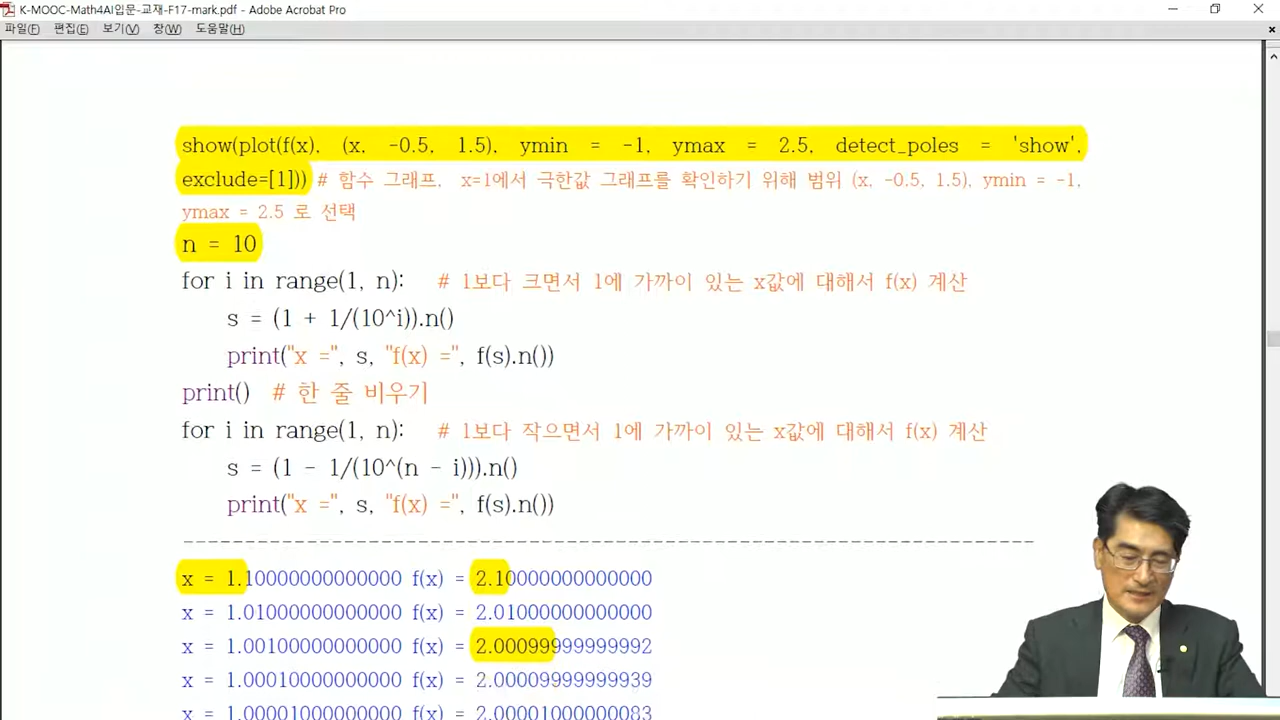 K-MOOC-Math4AI입문-교재-F17-mark.pdf - Adobe Acrobat Pro
파일(F) 편집(E) 보기(V) 창(W) 도움말(H)
show(plot(f(x), (x, -0.5, 1.5), ymin = -1, ymax = 2.5, detect_poles = 'show',
exclude=[1])) # 함수 그래프, x=1에서 극한값 그래프를 확인하기 위해 범위 (x, -0.5, 1.5), ymin = -1,
ymax = 2.5 로 선택
n = 10
for i in range(1, n): # 1보다 크면서 1에 가까이 있는 x값에 대해서 f(x) 계산
s = (1 + 1/(10^i)).n()
print("x =", s, "f(x) =", f(s).n())
print() # 한 줄 비우기
for i in range(1, n): # 1보다 작으면서 1에 가까이 있는 x값에 대해서 f(x) 계산
s = (1 - 1/(10^(n - i))).n()
print("x =", s, "f(x) =", f(s).n())
--------------------------------------------------------------------------------
x = 1.10000000000000 f(x) = 2.10000000000000
x = 1.01000000000000 f(x) = 2.01000000000000
x = 1.00100000000000 f(x) = 2.00099999999992
x = 1.00010000000000 f(x) = 2.00009999999939
x = 1.00001000000000 f(x) = 2.00001000000083